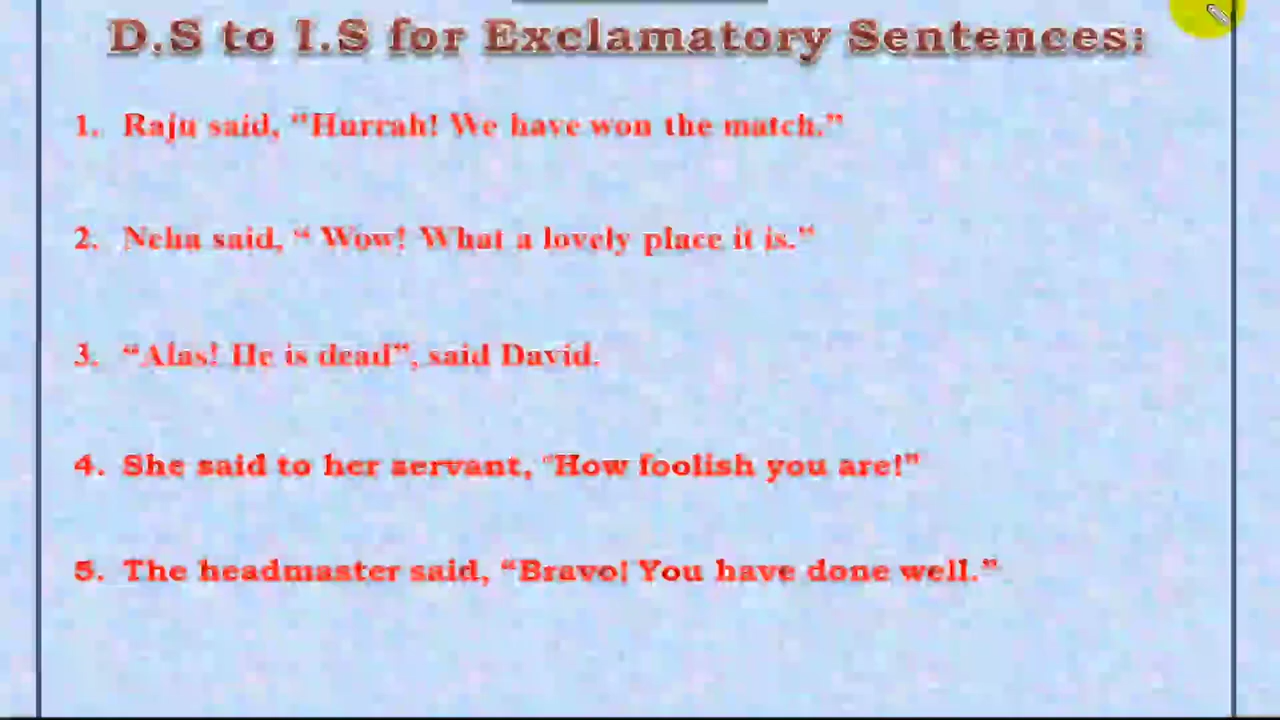 D.S to I.S for Exclamatory Sentences:
1. Raju said, "Hurrah! We have won the match."
2. Neha said, “ Wow! What a lovely place it is.”
3. “Alas! He is dead”, said David.
4. She said to her servant, "How foolish you are!"
5. The headmaster said, “Bravo! You have done well.”